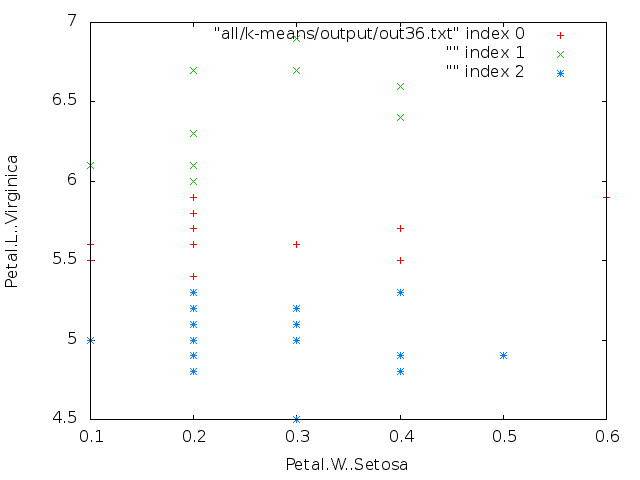 "all/k-means/output/out36.txt" index 0
"" index 1
"" index 2
7
6.5
6
5.5
5
4.5
Petal.L..Virginica
0.1 0.2 0.3 0.4 0.5 0.6
Petal.W..Setosa